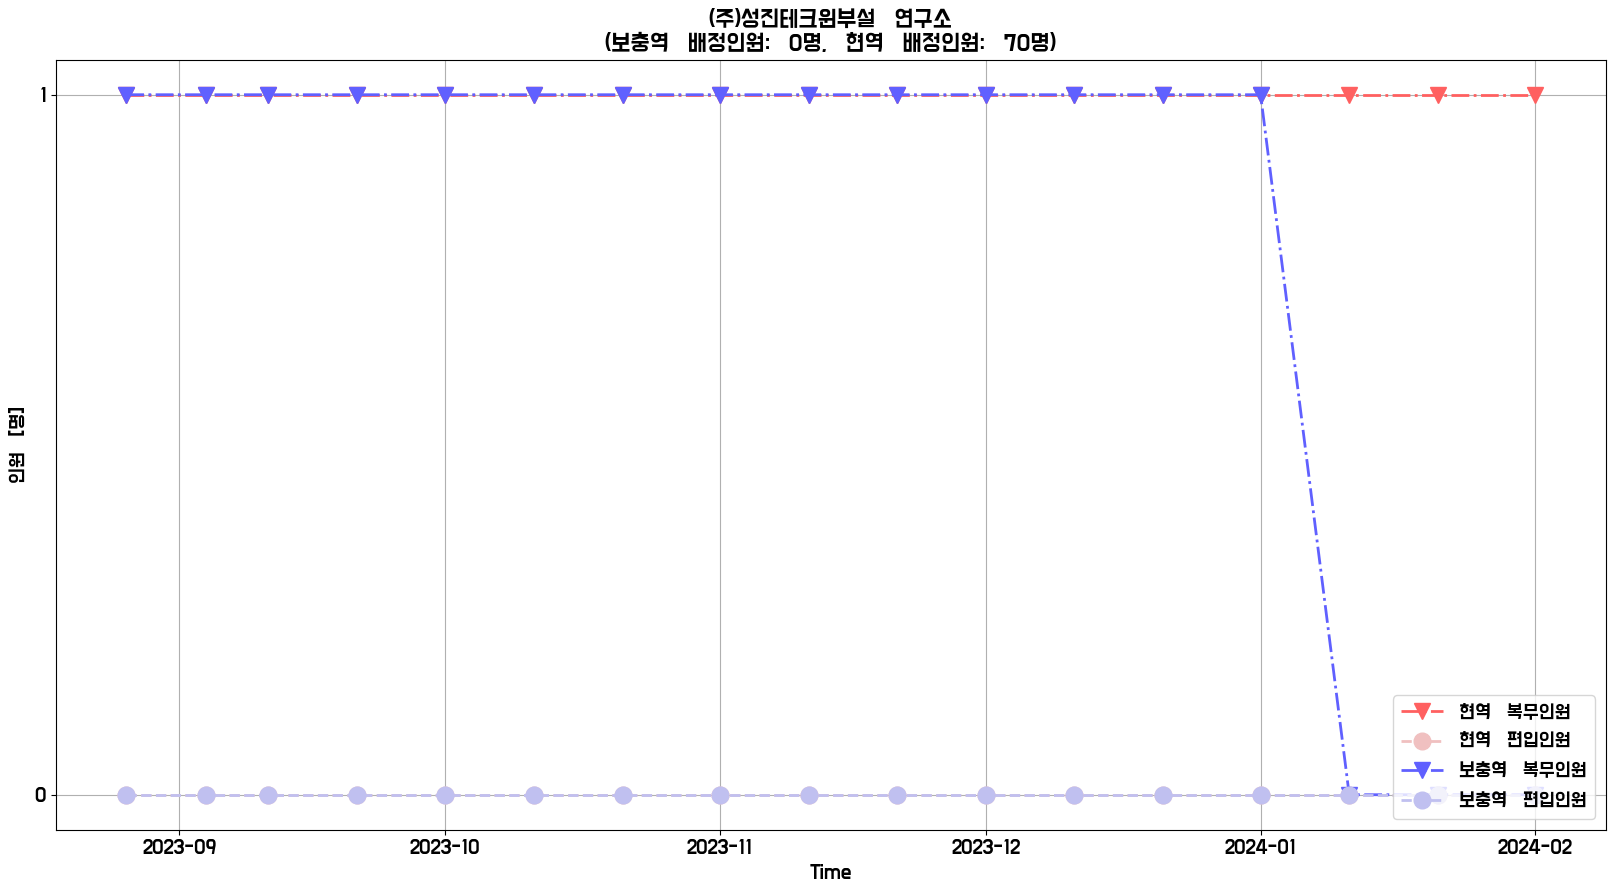 (주)성진테크윈부설 연구소
(보충역 배정인원: 0명, 현역 배정인원: 70명)
1
인원 [명]
0
현역 복무인원
현역 편입인원
보충역 복무인원
보충역 편입인원
2023-09 2023-10 2023-11 2023-12 2024-01 2024-02
Time